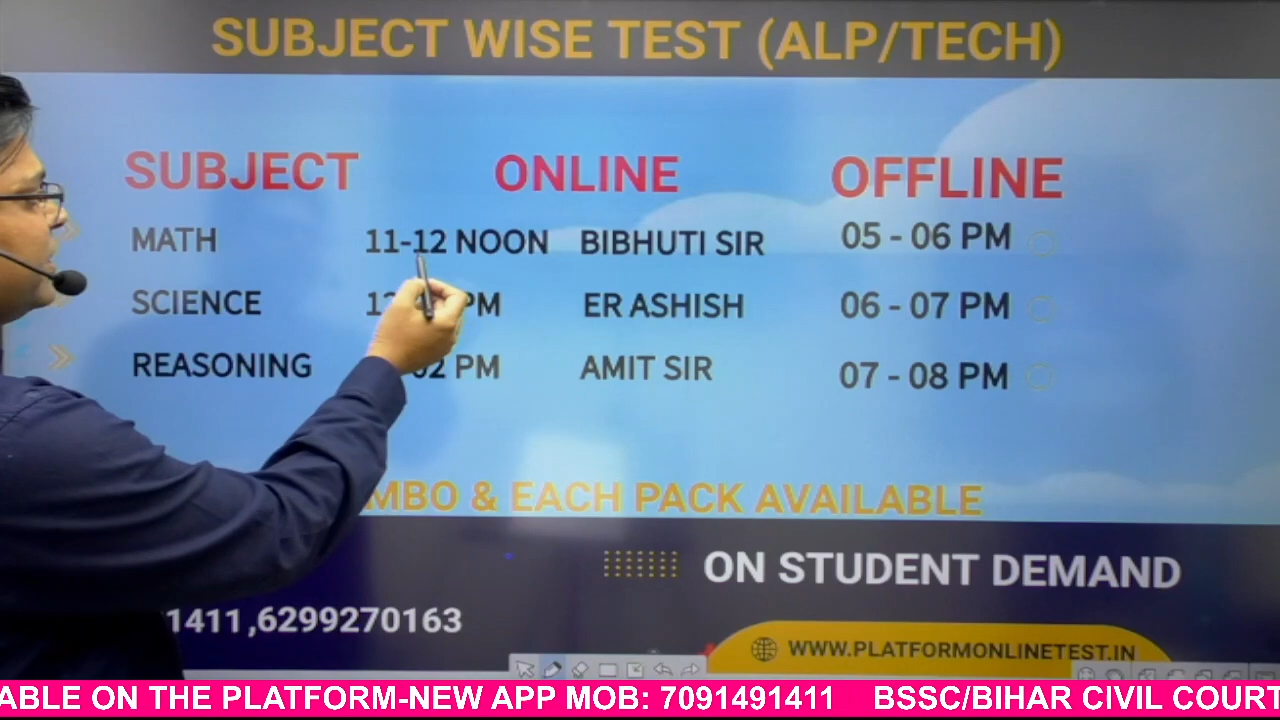 SUBJECT WISE TEST (ALP/TECH)
SUBJECT ONLINE OFFLINE
MATH 11-12 NOON BIBHUTI SIR 05 - 06 PM
SCIENCE PM ER ASHISH 06 - 07 PM
REASONING 02 PM AMIT SIR 07 - 08 PM
MBO & EACH PACK AVAILABLE
ON STUDENT DEMAND
1411,6299270163
WWW.PLATFORMONLINETEST.IN
ABLE ON THE PLATFORM-NEW APP MOB: 7091491411 BSSC/BIHAR CIVIL COURT